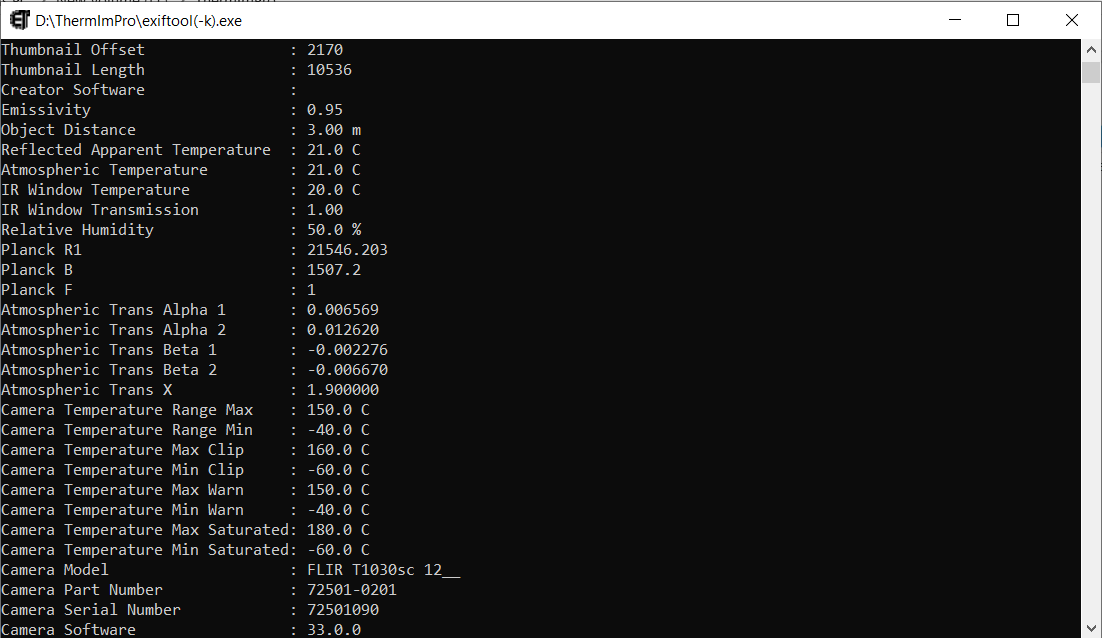 D:\ThermImPro\exiftool(-k).exe
Thumbnail Offset : 2170
Thumbnail Length : 10536
Creator Software :
Emissivity : 0.95
Object Distance : 3.00 m
Reflected Apparent Temperature : 21.0 C
Atmospheric Temperature : 21.0 C
IR Window Temperature : 20.0 C
IR Window Transmission : 1.00
Relative Humidity : 50.0 %
Planck R1 : 21546.203
Planck B : 1507.2
Planck F : 1
Atmospheric Trans Alpha 1 : 0.006569
Atmospheric Trans Alpha 2 : 0.012620
Atmospheric Trans Beta 1 : -0.002276
Atmospheric Trans Beta 2 : -0.006670
Atmospheric Trans X : 1.900000
Camera Temperature Range Max : 150.0 C
Camera Temperature Range Min : -40.0 C
Camera Temperature Max Clip : 160.0 C
Camera Temperature Min Clip : -60.0 C
Camera Temperature Max Warn : 150.0 C
Camera Temperature Min Warn : -40.0 C
Camera Temperature Max Saturated: 180.0 C
Camera Temperature Min Saturated: -60.0 C
Camera Model : FLIR T1030sc 12__
Camera Part Number : 72501-0201
Camera Serial Number : 72501090
Camera Software : 33.0.0